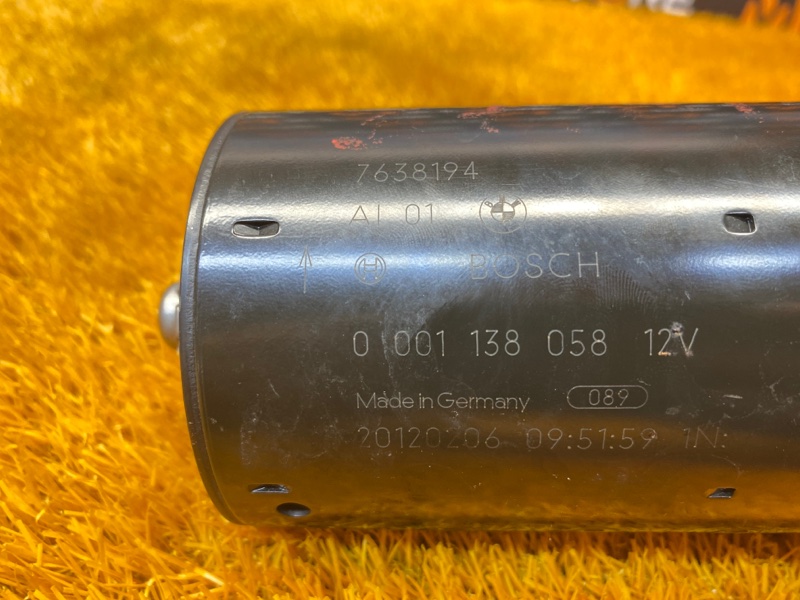 7638194
AI 01
BOSCH
0 001 138 058 12V
Made in Germany 089
20120206 09:51:59 IN: